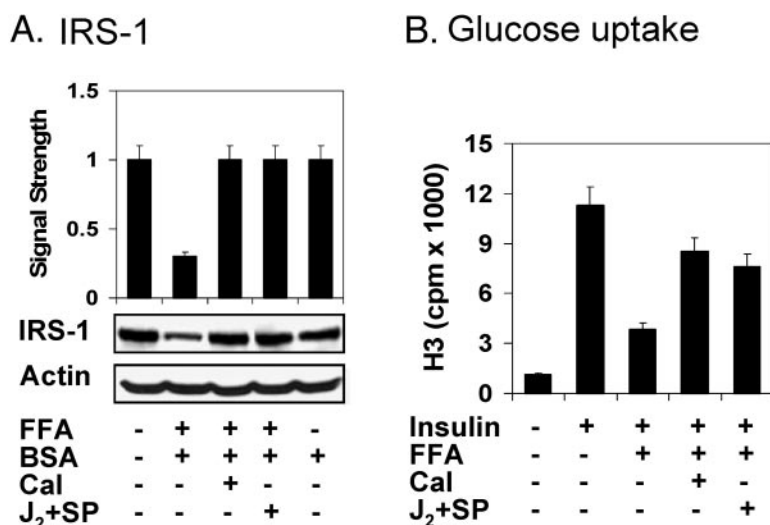 A. IRS-1
1.5
1
0.5
0
Signal Strength
IRS-1
Actin
FFA - + + + -
BSA - + + + +
Cal - - + - -
J2+SP - - - + -
B. Glucose uptake
15
12
9
6
3
0
H3 (cpm x 1000)
Insulin - + + + +
FFA - - + + +
Cal - - - + -
J2+SP - - - - +